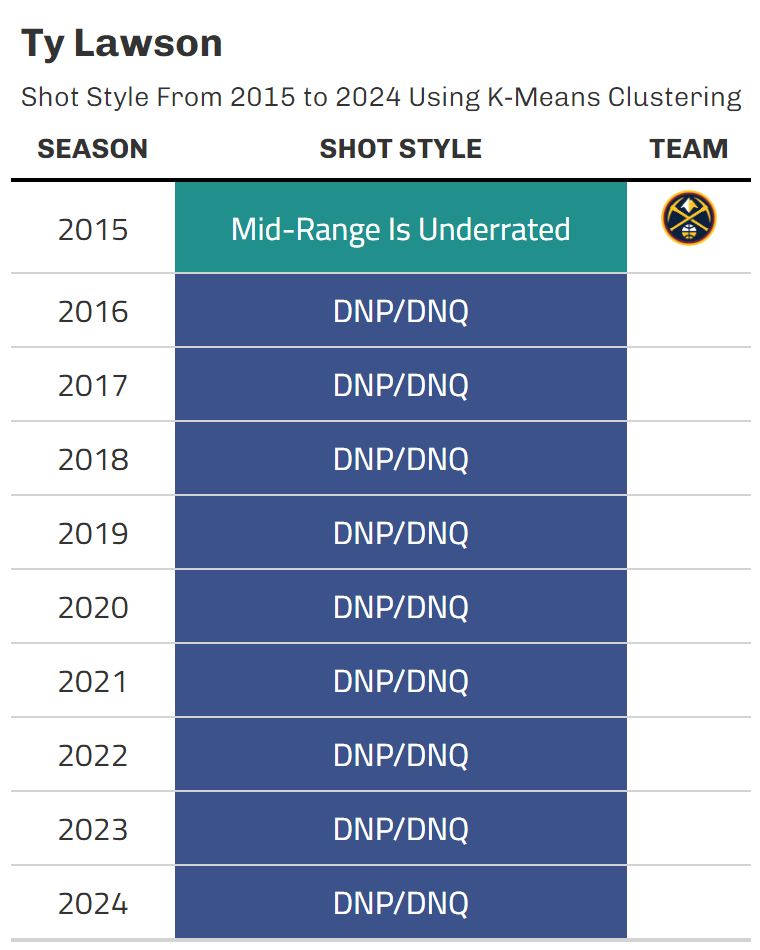 Ty Lawson
Shot Style From 2015 to 2024 Using K-Means Clustering
SEASON SHOT STYLE TEAM
2015 Mid-Range Is Underrated
2016 DNP/DNQ
2017 DNP/DNQ
2018 DNP/DNQ
2019 DNP/DNQ
2020 DNP/DNQ
2021 DNP/DNQ
2022 DNP/DNQ
2023 DNP/DNQ
2024 DNP/DNQ